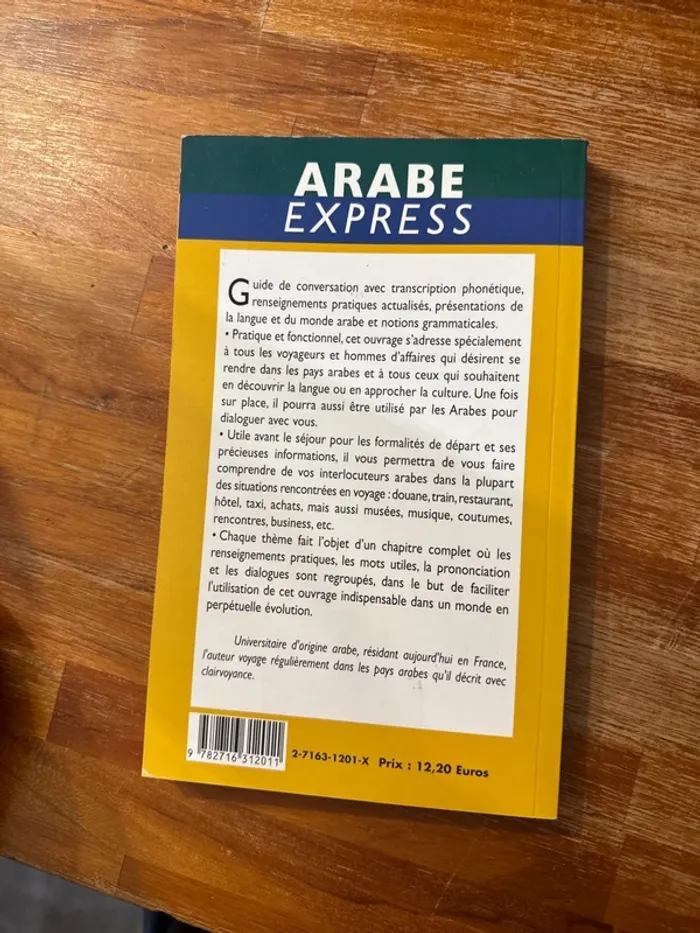 ARABE
EXPRESS
Guide de conversation avec transcription phonétique,
renseignements pratiques actualisés, présentations de
la langue et du monde arabe et notions grammaticales.
• Pratique et fonctionnel, cet ouvrage s'adresse spécialement
à tous les voyageurs et hommes d'affaires qui désirent se
rendre dans les pays arabes et à tous ceux qui souhaitent
en découvrir la langue ou en approcher la culture. Une fois
sur place, il pourra aussi être utilisé par les Arabes pour
dialoguer avec vous.
• Utile avant le séjour pour les formalités de départ et ses
précieuses informations, il vous permettra de vous faire
comprendre de vos interlocuteurs arabes dans la plupart
des situations rencontrées en voyage : douane, train, restaurant,
hôtel, taxi, achats, mais aussi musées, musique, coutumes,
rencontres, business, etc.
• Chaque thème fait l'objet d'un chapitre complet où les
renseignements pratiques, les mots utiles, la prononciation
et les dialogues sont regroupés, dans le but de faciliter
l'utilisation de cet ouvrage indispensable dans un monde en
perpétuelle évolution.
Universitaire d'origine arabe, résidant aujourd'hui en France,
l'auteur voyage régulièrement dans les pays arabes qu'il décrit avec
clairvoyance.
9 782716 312011
2-7163-1201-X Prix : 12,20 Euros